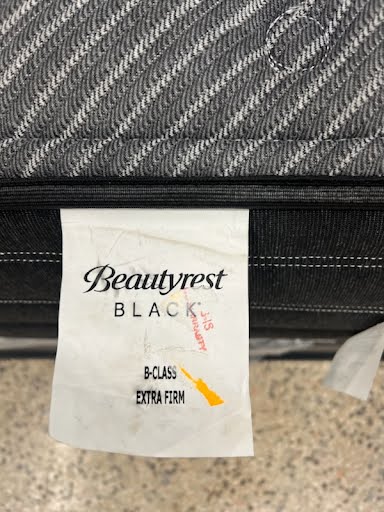 Beautyrest
BLACK®
B-CLASS
EXTRA FIRM